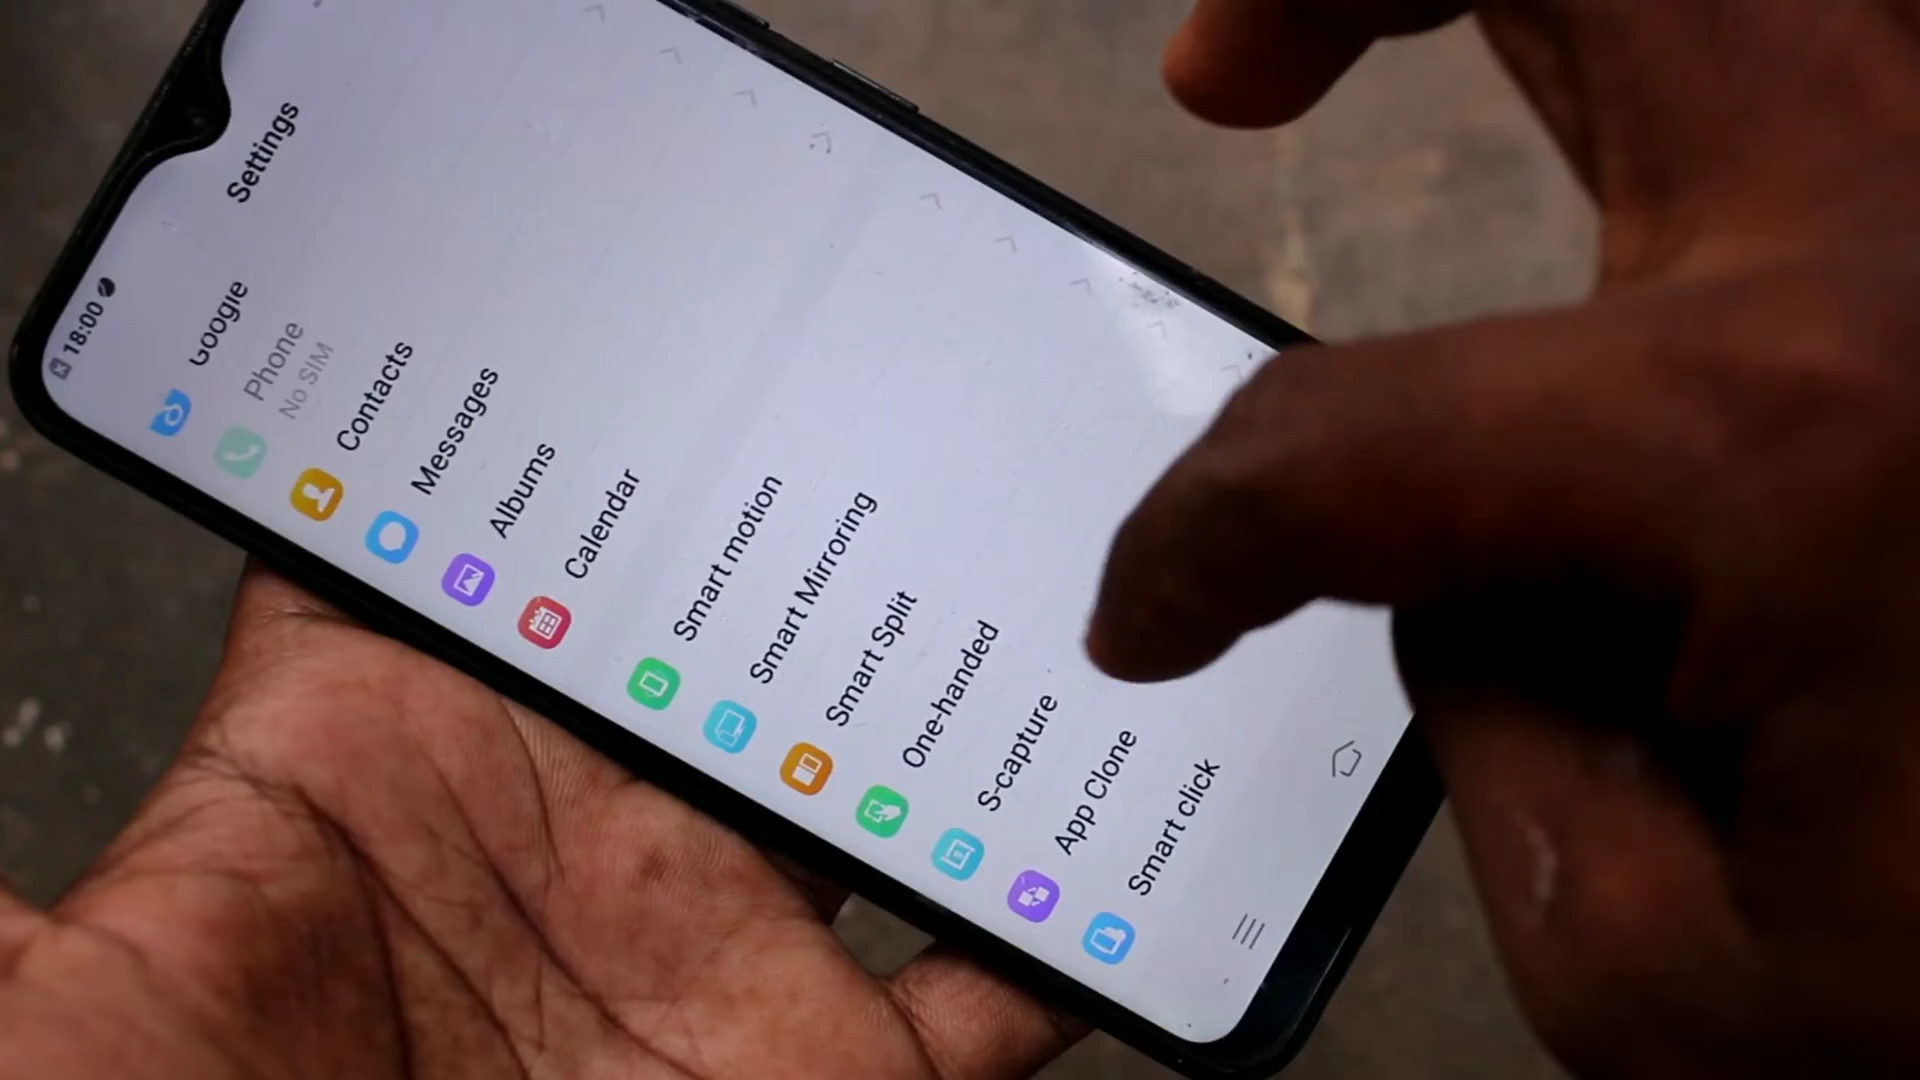 18:00
Settings
Google
Phone
No SIM
Contacts
Messages
Albums
Calendar
Smart motion
Smart Mirroring
Smart Split
One-handed
S-capture
App Clone
Smart click